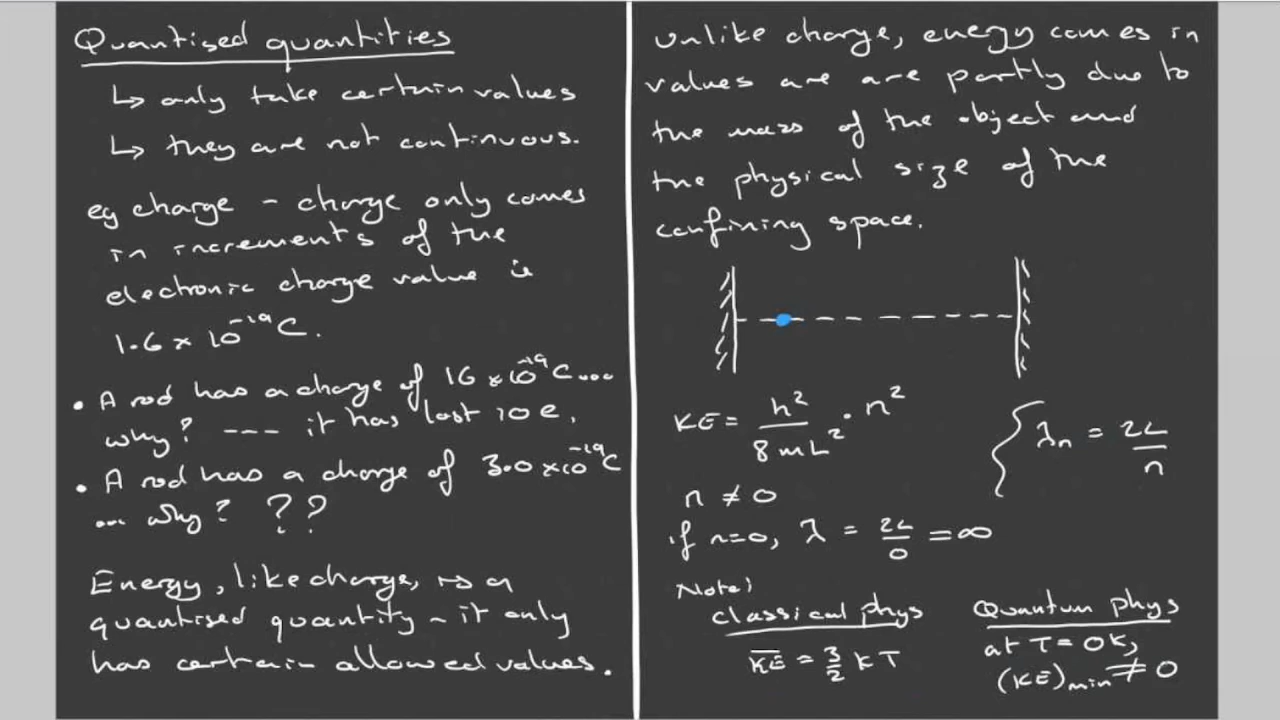 Quantised quantities
↳ only take certain values
↳ they are not continuous.
eg charge - charge only comes
in increments of the
electronic charge value is
1.6 × 10⁻¹⁹ C.
• A rod has a charge of 16 × 10⁻¹⁹ C ....
why? --- it has lost 10 e.
• A rod has a charge of 3.0 × 10⁻¹⁹ C
... why? ??
Energy, like charge, is a
quantised quantity - it only
has certain allowed values.
Unlike charge, energy comes in
values are are partly due to
the mass of the object and
the physical size of the
confining space.
KE = h²/8mL² · n²
{ λₙ = 2L/n
n ≠ 0
if n=0, λ = 2L/0 = ∞
Note:
classical phys
K̅E̅ = 3/2 kT
Quantum phys
at T = 0K,
(KE)min ≠ 0